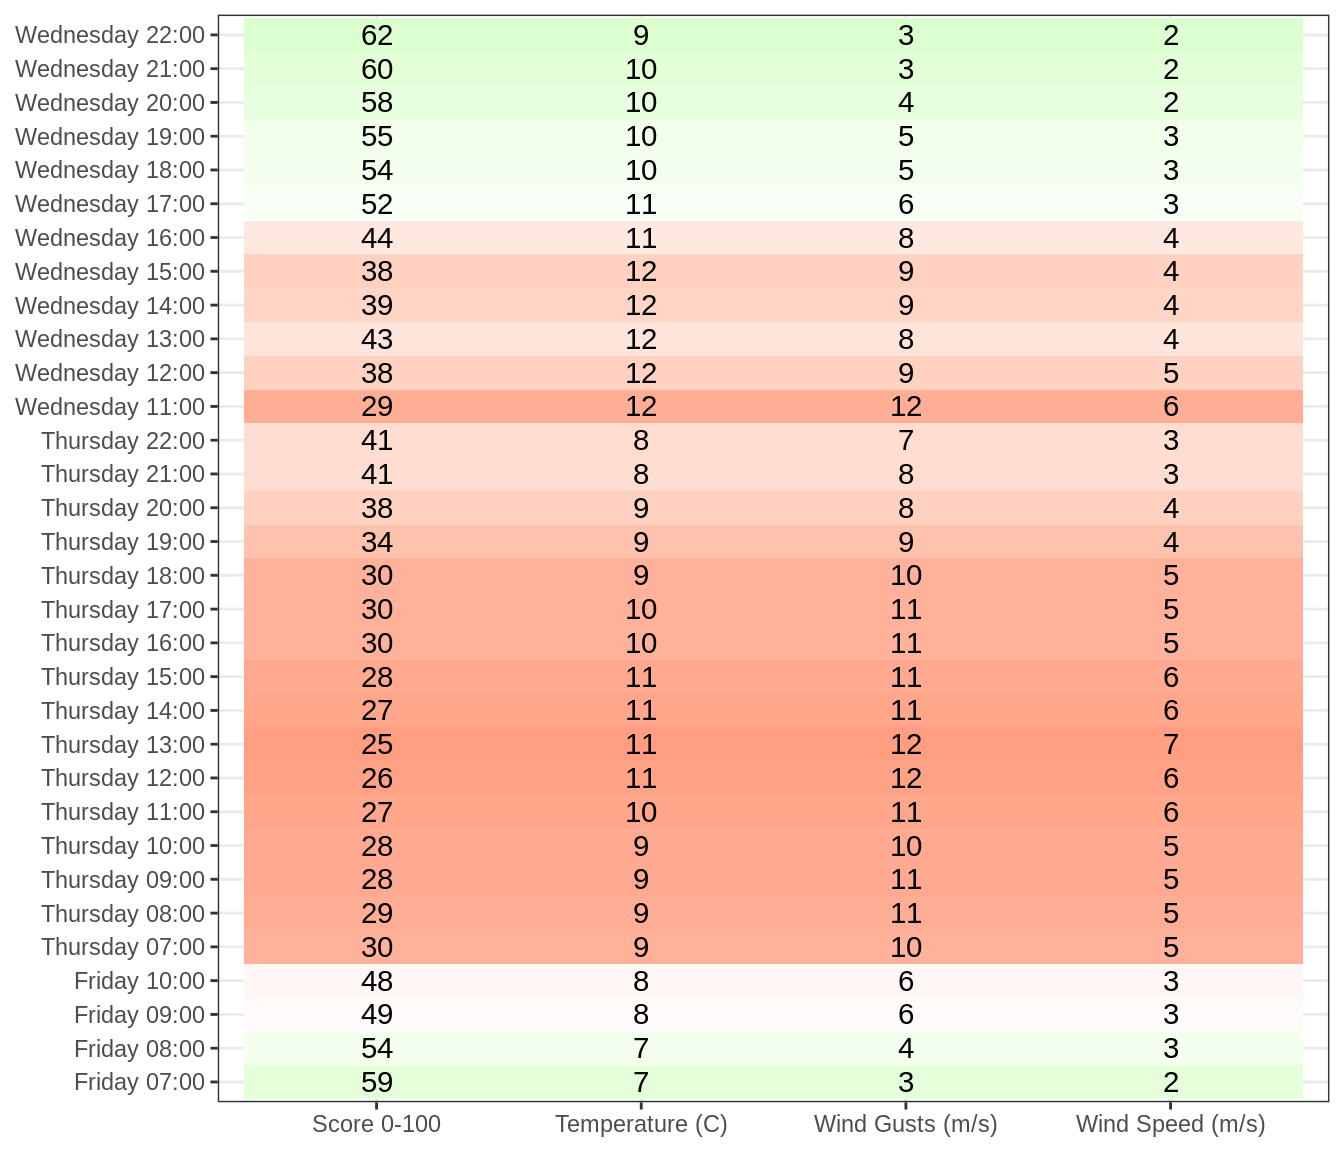 Wednesday 22:00 62 9 3 2
Wednesday 21:00 60 10 3 2
Wednesday 20:00 58 10 4 2
Wednesday 19:00 55 10 5 3
Wednesday 18:00 54 10 5 3
Wednesday 17:00 52 11 6 3
Wednesday 16:00 44 11 8 4
Wednesday 15:00 38 12 9 4
Wednesday 14:00 39 12 9 4
Wednesday 13:00 43 12 8 4
Wednesday 12:00 38 12 9 5
Wednesday 11:00 29 12 12 6
Thursday 22:00 41 8 7 3
Thursday 21:00 41 8 8 3
Thursday 20:00 38 9 8 4
Thursday 19:00 34 9 9 4
Thursday 18:00 30 9 10 5
Thursday 17:00 30 10 11 5
Thursday 16:00 30 10 11 5
Thursday 15:00 28 11 11 6
Thursday 14:00 27 11 11 6
Thursday 13:00 25 11 12 7
Thursday 12:00 26 11 12 6
Thursday 11:00 27 10 11 6
Thursday 10:00 28 9 10 5
Thursday 09:00 28 9 11 5
Thursday 08:00 29 9 11 5
Thursday 07:00 30 9 10 5
Friday 10:00 48 8 6 3
Friday 09:00 49 8 6 3
Friday 08:00 54 7 4 3
Friday 07:00 59 7 3 2
Score 0-100 Temperature (C) Wind Gusts (m/s) Wind Speed (m/s)